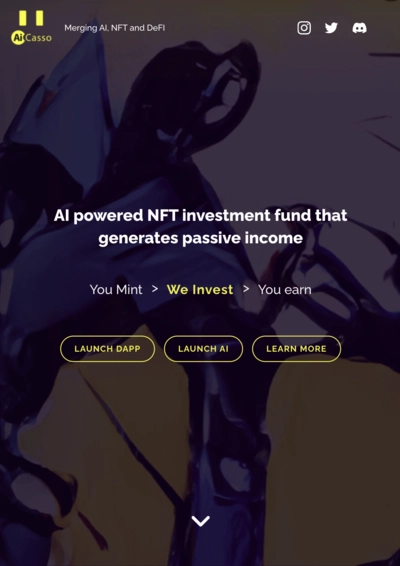 AiCasso
Merging AI, NFT and DeFI
AI powered NFT investment fund that
generates passive income
You Mint > We Invest > You earn
LAUNCH DAPP
LAUNCH AI
LEARN MORE